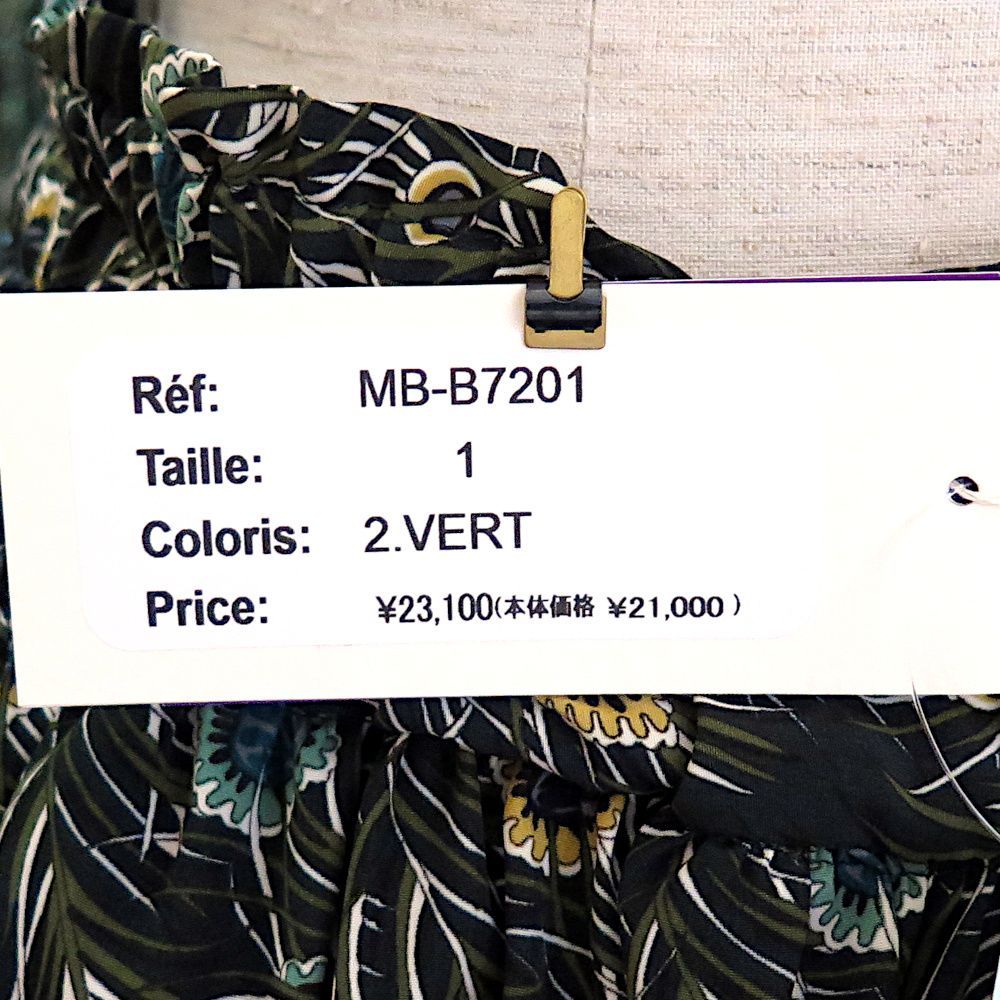 Réf: MB-B7201
Taille: 1
Coloris: 2.VERT
Price: ¥23,100(本体価格 ¥21,000 )